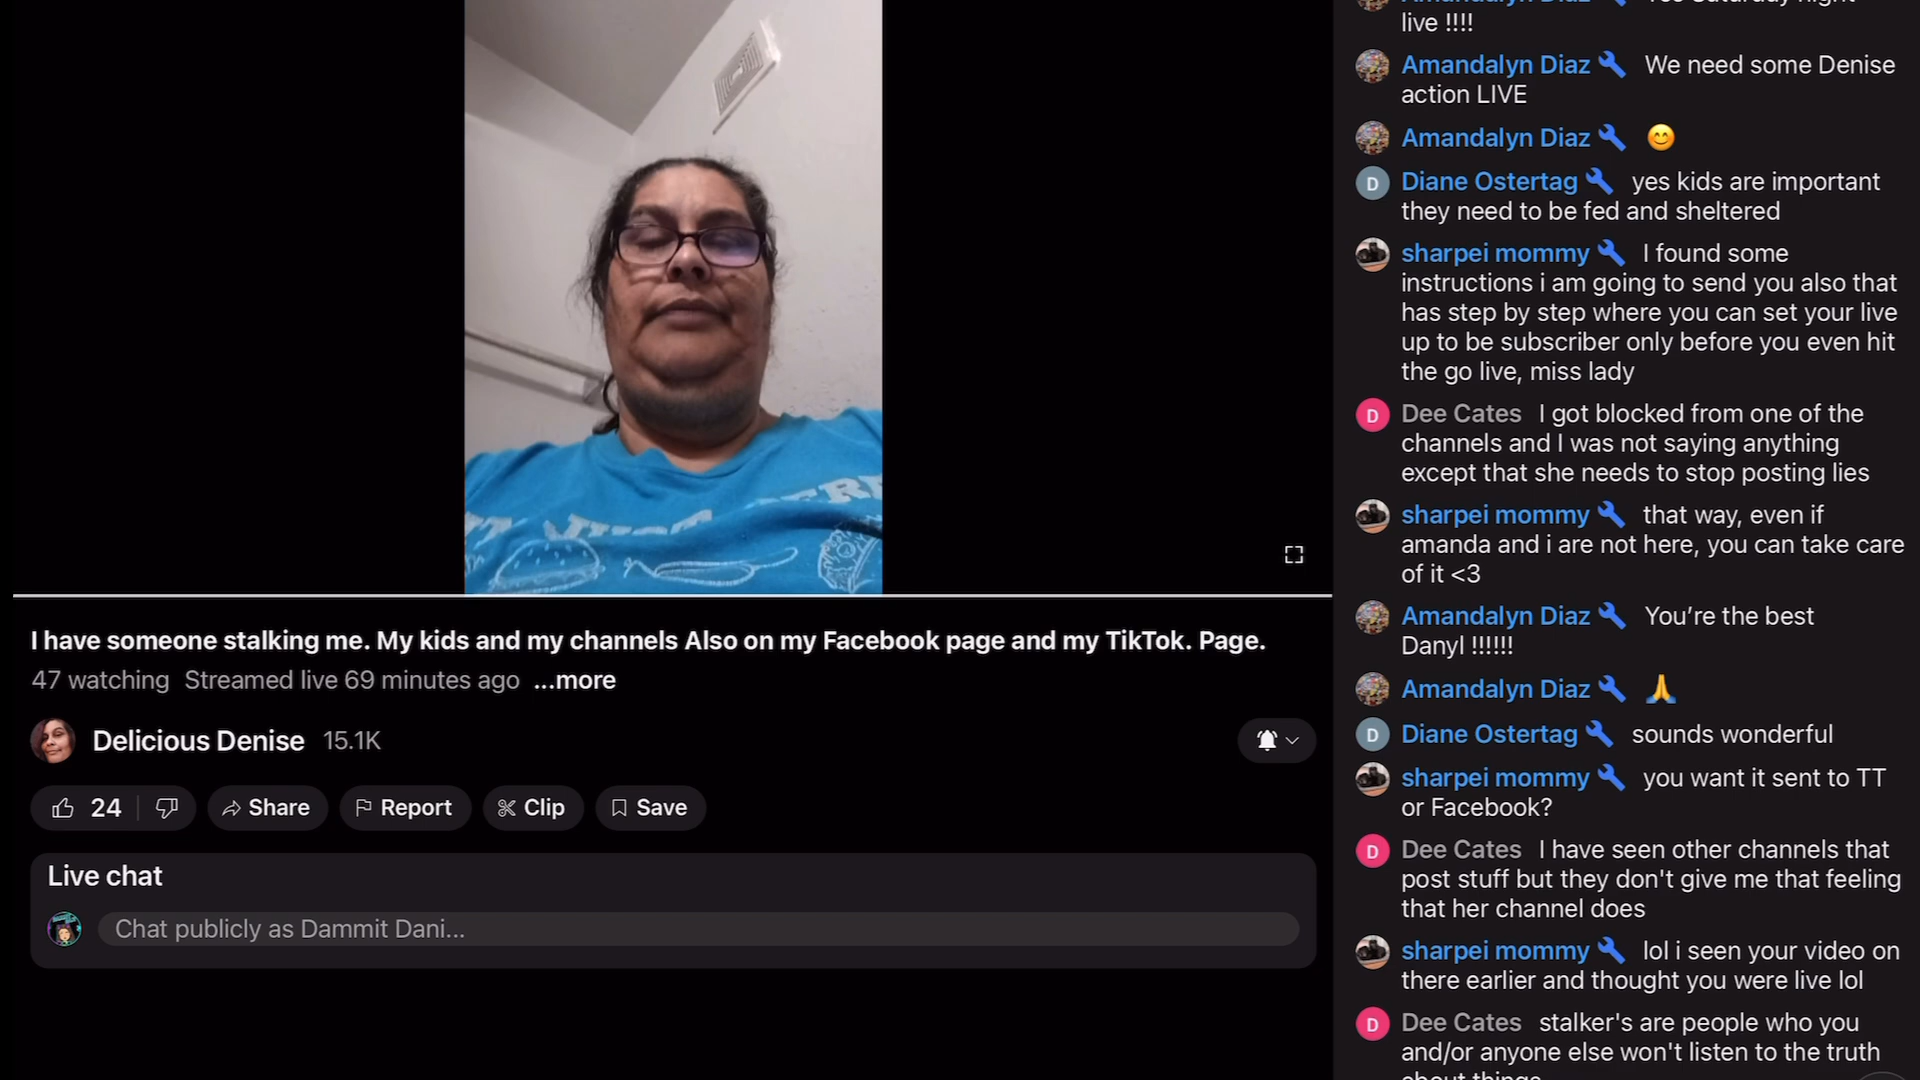 live !!!!
Amandalyn Diaz We need some Denise
action LIVE
Amandalyn Diaz 😊
Diane Ostertag yes kids are important
they need to be fed and sheltered
sharpei mommy I found some
instructions i am going to send you also that
has step by step where you can set your live
up to be subscriber only before you even hit
the go live, miss lady
Dee Cates I got blocked from one of the
channels and I was not saying anything
except that she needs to stop posting lies
sharpei mommy that way, even if
amanda and i are not here, you can take care
of it <3
Amandalyn Diaz You’re the best
Danyl !!!!!!
Amandalyn Diaz 🙏
Diane Ostertag sounds wonderful
sharpei mommy you want it sent to TT
or Facebook?
Dee Cates I have seen other channels that
post stuff but they don't give me that feeling
that her channel does
sharpei mommy lol i seen your video on
there earlier and thought you were live lol
Dee Cates stalker's are people who you
and/or anyone else won't listen to the truth
I have someone stalking me. My kids and my channels Also on my Facebook page and my TikTok. Page.
47 watching Streamed live 69 minutes ago ...more
Delicious Denise 15.1K
24 Share Report Clip Save
Live chat
Chat publicly as Dammit Dani...